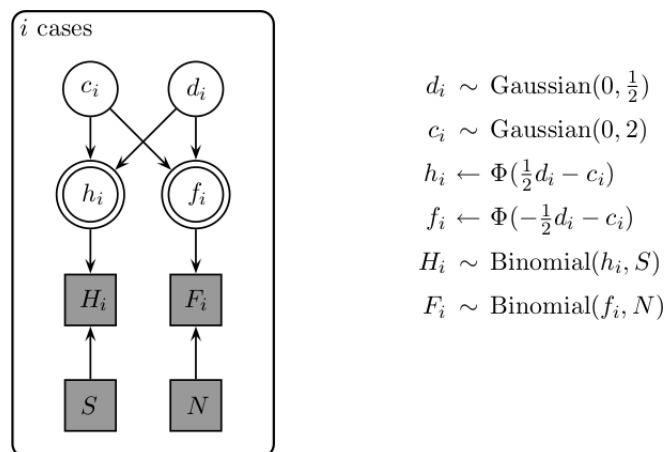 i cases
c_i d_i
h_i f_i
H_i F_i
S N
d_i ∼ Gaussian(0, 1/2)
c_i ∼ Gaussian(0, 2)
h_i ← Φ(1/2 d_i − c_i)
f_i ← Φ(−1/2 d_i − c_i)
H_i ∼ Binomial(h_i, S)
F_i ∼ Binomial(f_i, N)